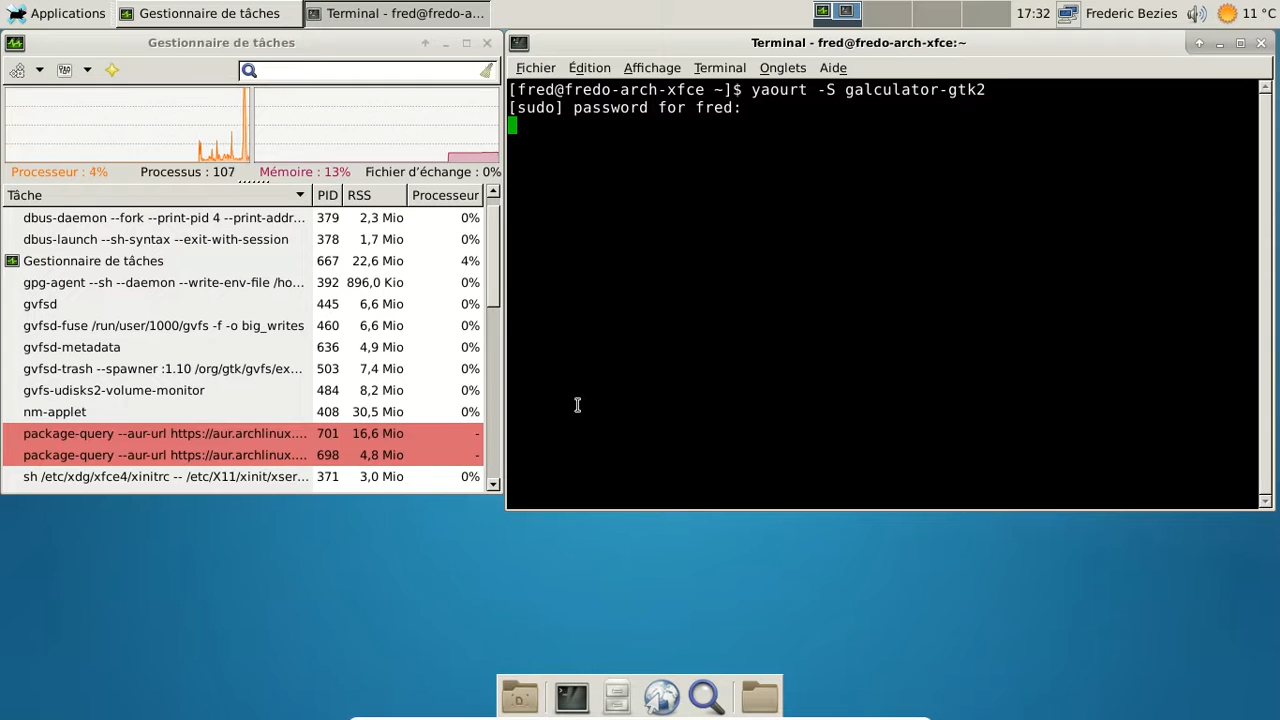 Applications
Gestionnaire de tâches
Terminal - fred@fredo-a...
17:32
Frederic Bezies
11 °C
Gestionnaire de tâches
Processeur : 4%
Processus : 107
Mémoire : 13%
Fichier d'échange : 0%
Tâche PID RSS Processeur
dbus-daemon --fork --print-pid 4 --print-addr... 379 2,3 Mio 0%
dbus-launch --sh-syntax --exit-with-session 378 1,7 Mio 0%
Gestionnaire de tâches 667 22,6 Mio 4%
gpg-agent --sh --daemon --write-env-file /ho... 392 896,0 Kio 0%
gvfsd 445 6,6 Mio 0%
gvfsd-fuse /run/user/1000/gvfs -f -o big_writes 460 6,6 Mio 0%
gvfsd-metadata 636 4,9 Mio 0%
gvfsd-trash --spawner :1.10 /org/gtk/gvfs/ex... 503 7,4 Mio 0%
gvfs-udisks2-volume-monitor 484 8,2 Mio 0%
nm-applet 408 30,5 Mio 0%
package-query --aur-url https://aur.archlinux.... 701 16,6 Mio -
package-query --aur-url https://aur.archlinux.... 698 4,8 Mio -
sh /etc/xdg/xfce4/xinitrc -- /etc/X11/xinit/xser... 371 3,0 Mio 0%
Terminal - fred@fredo-arch-xfce:~
Fichier Édition Affichage Terminal Onglets Aide
[fred@fredo-arch-xfce ~]$ yaourt -S galculator-gtk2
[sudo] password for fred:
D